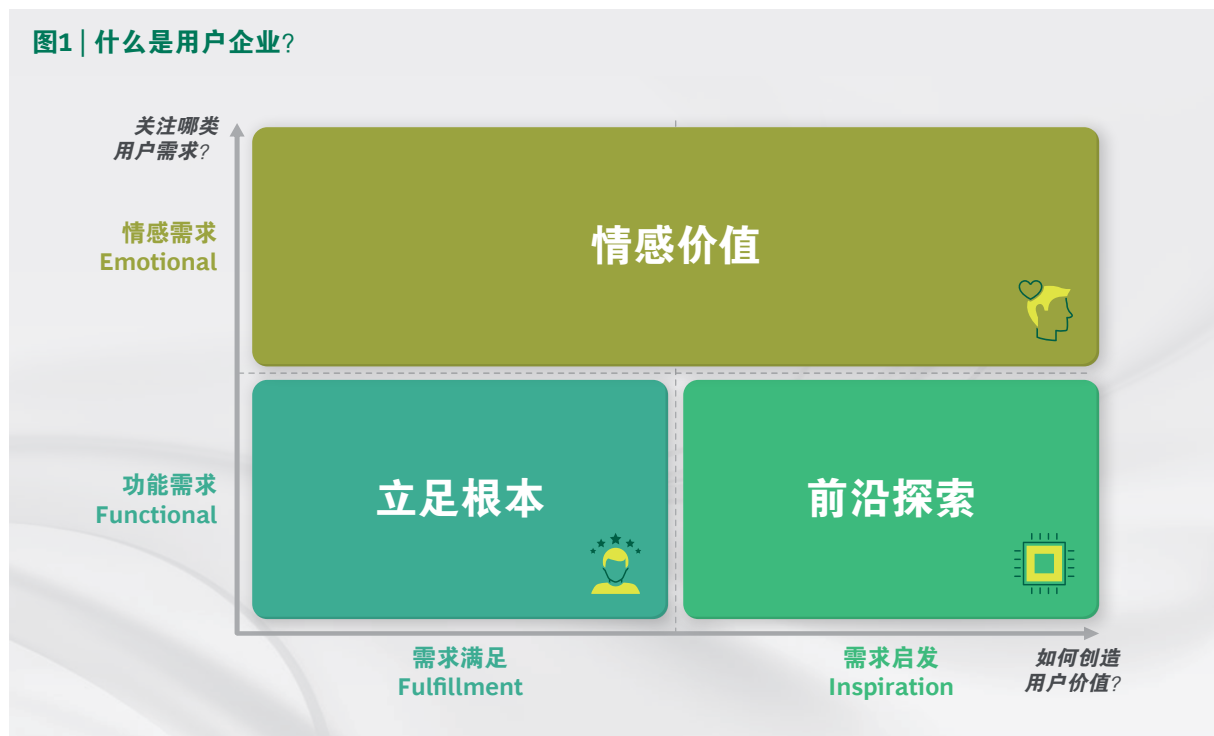 图1 | 什么是用户企业?
关注哪类
用户需求?
情感需求
Emotional
情感价值
功能需求
Functional
立足根本
前沿探索
需求满足
Fulfillment
需求启发
Inspiration
如何创造
用户价值?